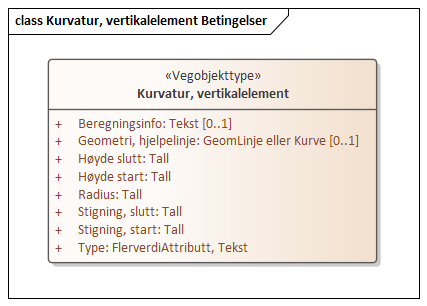 class Kurvatur, vertikalelement Betingelser
«Vegobjekttype»
Kurvatur, vertikalelement
+ Beregningsinfo: Tekst [0..1]
+ Geometri, hjelpelinje: GeomLinje eller Kurve [0..1]
+ Høyde slutt: Tall
+ Høyde start: Tall
+ Radius: Tall
+ Stigning, slutt: Tall
+ Stigning, start: Tall
+ Type: FlerverdiAttributt, Tekst